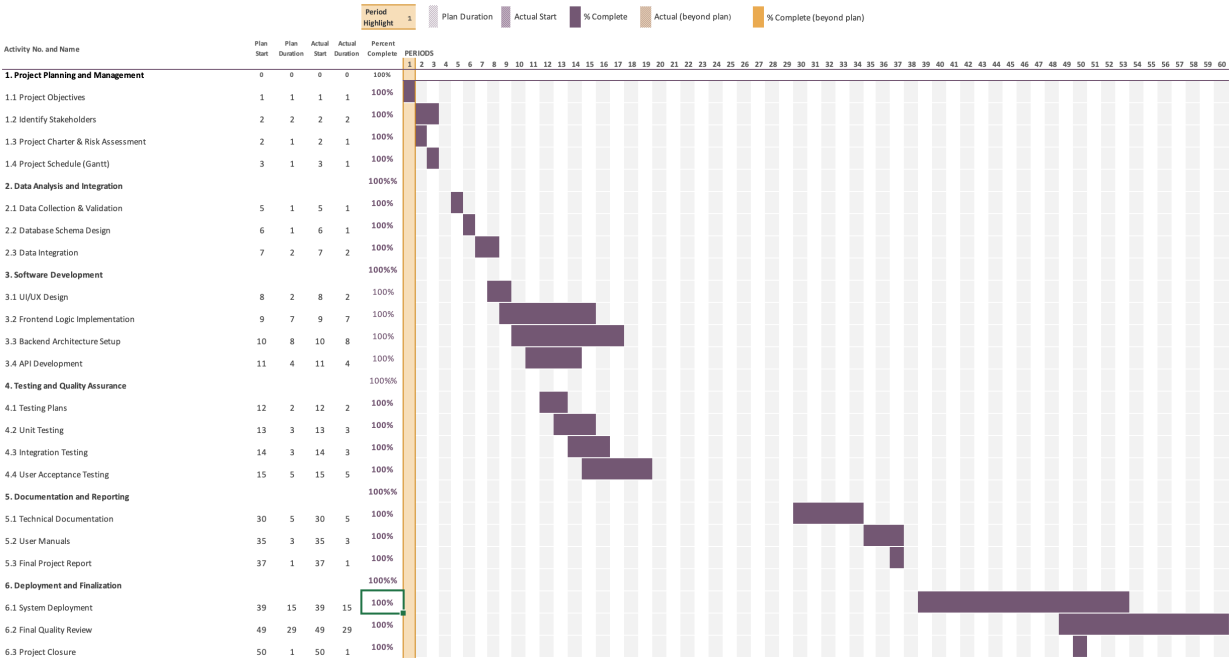 Period Highlight 1 Plan Duration Actual Start % Complete Actual (beyond plan) % Complete (beyond plan)
Activity No. and Name Plan Start Plan Duration Actual Start Actual Duration Percent Complete PERIODS
1 2 3 4 5 6 7 8 9 10 11 12 13 14 15 16 17 18 19 20 21 22 23 24 25 26 27 28 29 30 31 32 33 34 35 36 37 38 39 40 41 42 43 44 45 46 47 48 49 50 51 52 53 54 55 56 57 58 59 60
1. Project Planning and Management 0 0 0 0 100%
1.1 Project Objectives 1 1 1 1 100%
1.2 Identify Stakeholders 2 2 2 2 100%
1.3 Project Charter & Risk Assessment 2 1 2 1 100%
1.4 Project Schedule (Gantt) 3 1 3 1 100%
2. Data Analysis and Integration 100%%
2.1 Data Collection & Validation 5 1 5 1 100%
2.2 Database Schema Design 6 1 6 1 100%
2.3 Data Integration 7 2 7 2 100%
3. Software Development 100%%
3.1 UI/UX Design 8 2 8 2 100%
3.2 Frontend Logic Implementation 9 7 9 7 100%
3.3 Backend Architecture Setup 10 8 10 8 100%
3.4 API Development 11 4 11 4 100%
4. Testing and Quality Assurance 100%%
4.1 Testing Plans 12 2 12 2 100%
4.2 Unit Testing 13 3 13 3 100%
4.3 Integration Testing 14 3 14 3 100%
4.4 User Acceptance Testing 15 5 15 5 100%
5. Documentation and Reporting 100%%
5.1 Technical Documentation 30 5 30 5 100%
5.2 User Manuals 35 3 35 3 100%
5.3 Final Project Report 37 1 37 1 100%
6. Deployment and Finalization 100%%
6.1 System Deployment 39 15 39 15 100%
6.2 Final Quality Review 49 29 49 29 100%
6.3 Project Closure 50 1 50 1 100%